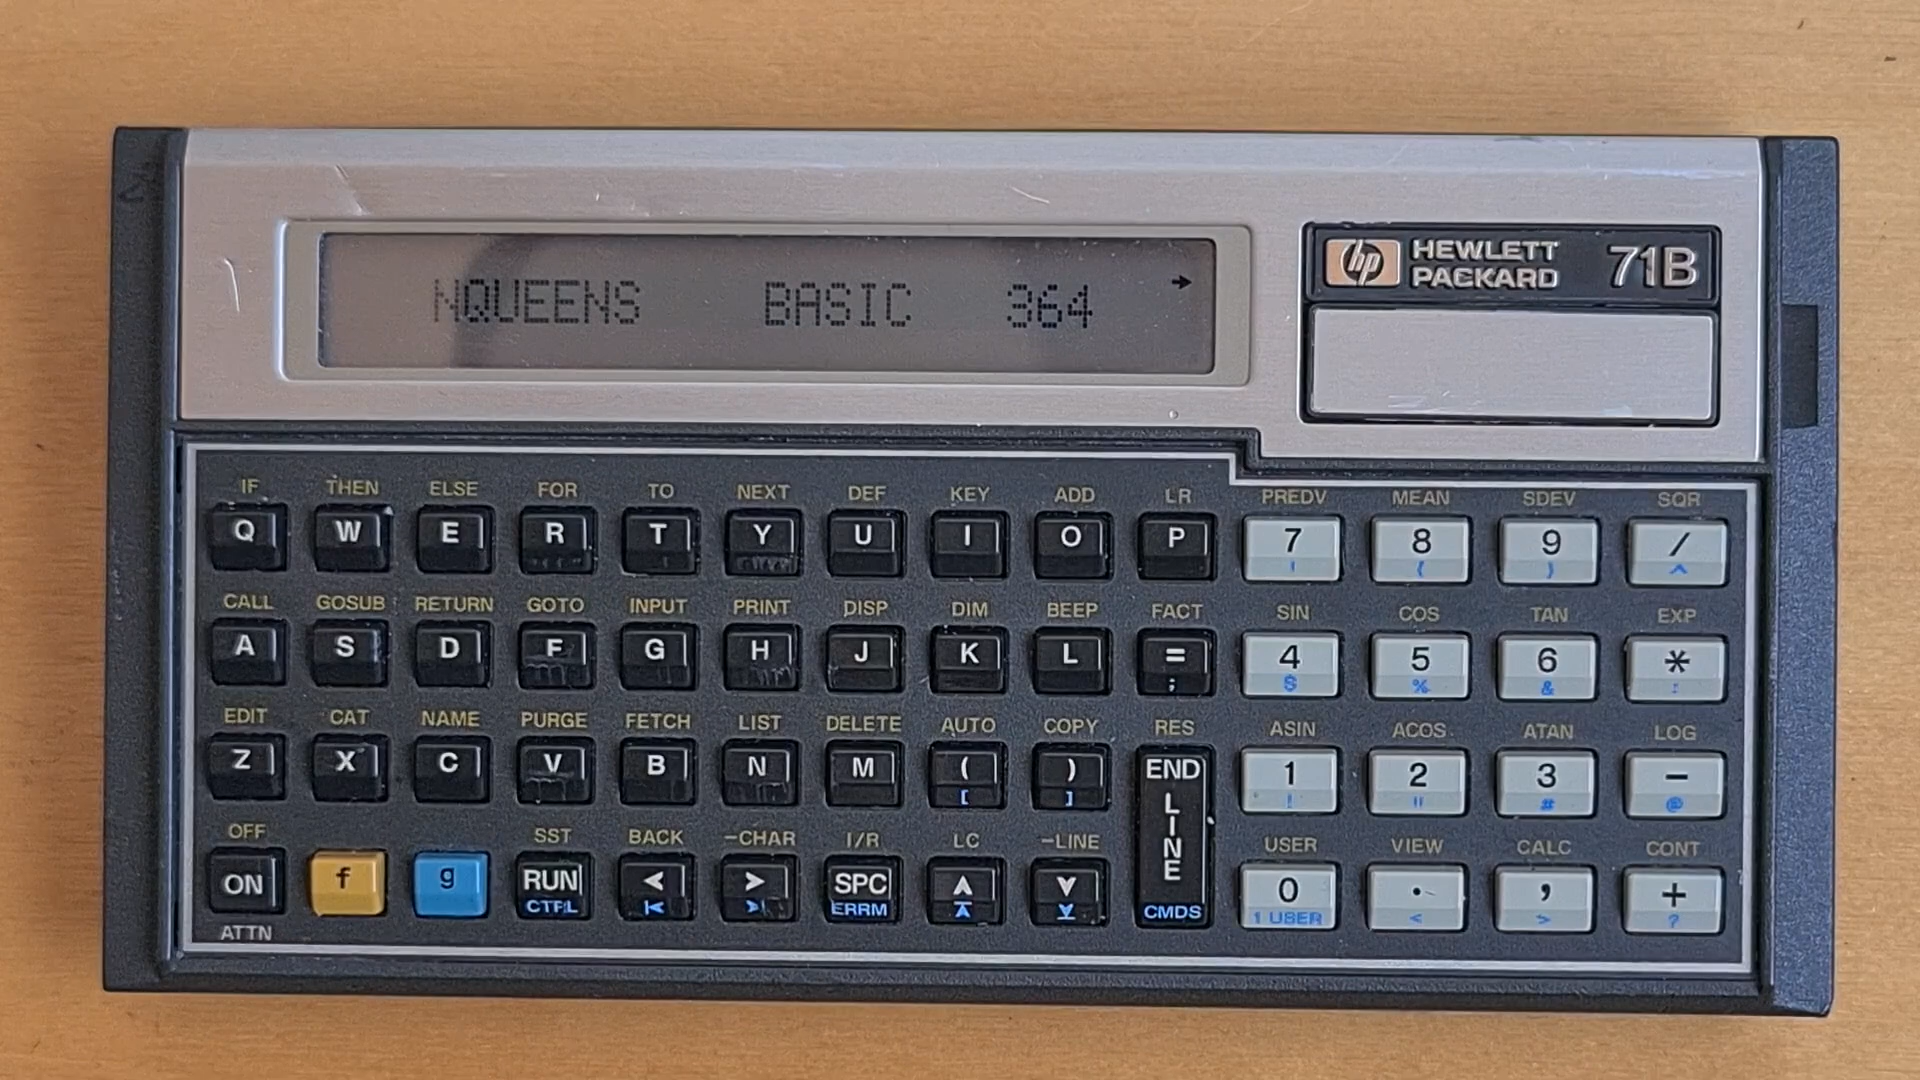 NQUEENS BASIC 364
hp HEWLETT PACKARD 71B
IF THEN ELSE FOR TO NEXT DEF KEY ADD LR PREDV MEAN SDEV SQR
Q W E R T Y U I O P 7 8 9 /
( ) ^
CALL GOSUB RETURN GOTO INPUT PRINT DISP DIM BEEP FACT SIN COS TAN EXP
A S D F G H J K L = 4 5 6 *
; $ % & :
EDIT CAT NAME PURGE FETCH LIST DELETE AUTO COPY RES ASIN ACOS ATAN LOG
Z X C V B N M ( ) END LINE 1 2 3 -
[ ] ! " # @
OFF SST BACK -CHAR I/R LC -LINE USER VIEW CALC CONT
ON f g RUN < > SPC 0 . , +
CTRL ERRM CMDS 1 USER < > ?
ATTN